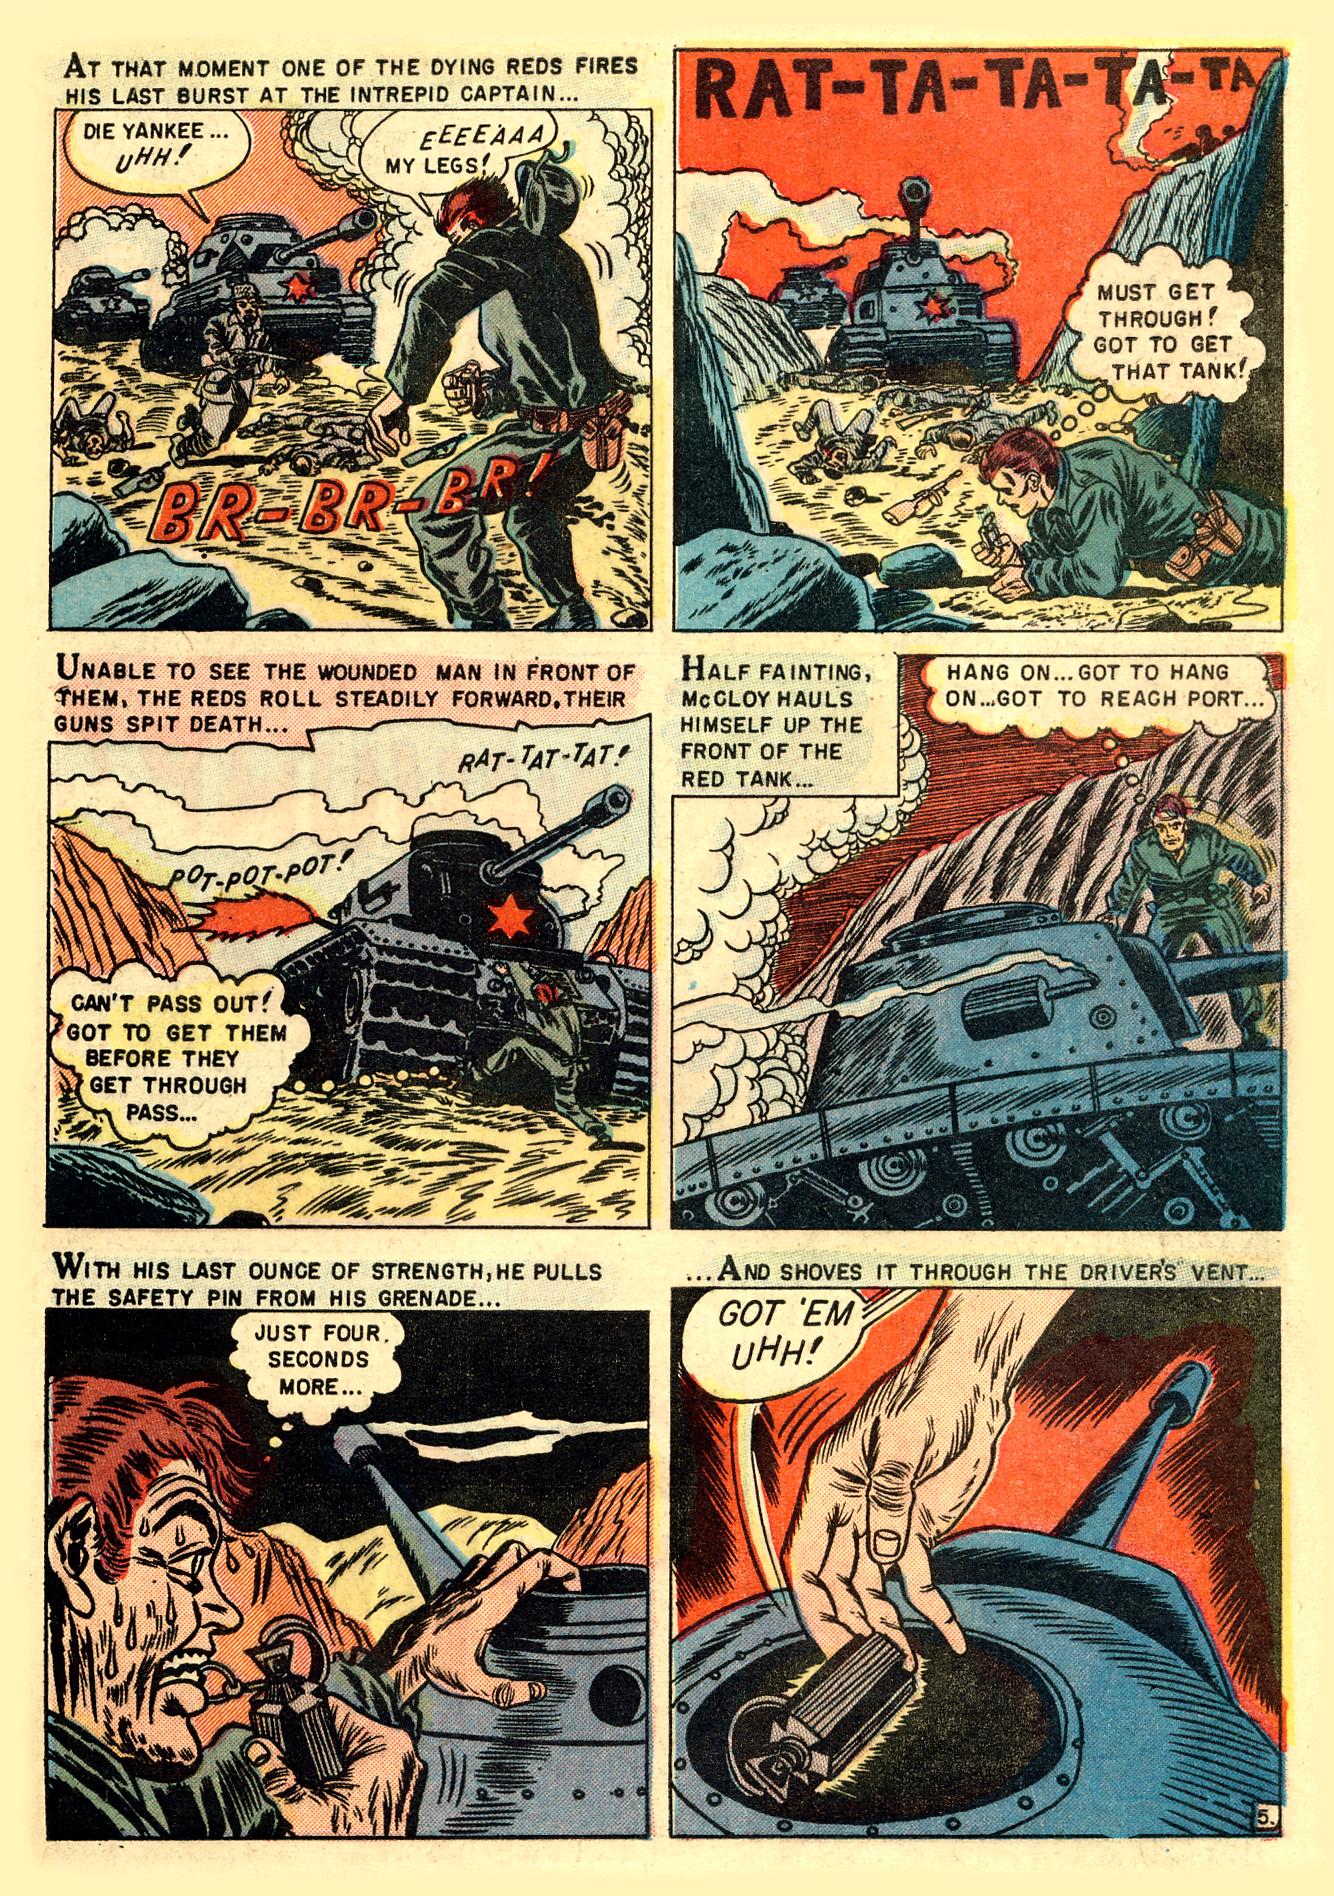 AT THAT MOMENT ONE OF THE DYING REDS FIRES
HIS LAST BURST AT THE INTREPID CAPTAIN...
DIE YANKEE...
UHH!
EEEEAAA
MY LEGS!
BR-BR-BR!
RAT-TA-TA-TA-TA
MUST GET
THROUGH!
GOT TO GET
THAT TANK!
UNABLE TO SEE THE WOUNDED MAN IN FRONT OF
THEM, THE REDS ROLL STEADILY FORWARD, THEIR
GUNS SPIT DEATH...
RAT-TAT-TAT!
POT-POT-POT!
CAN'T PASS OUT!
GOT TO GET THEM
BEFORE THEY
GET THROUGH
PASS...
HALF FAINTING,
McCLOY HAULS
HIMSELF UP THE
FRONT OF THE
RED TANK...
HANG ON...GOT TO HANG
ON...GOT TO REACH PORT...
WITH HIS LAST OUNCE OF STRENGTH, HE PULLS
THE SAFETY PIN FROM HIS GRENADE...
JUST FOUR
SECONDS
MORE...
...AND SHOVES IT THROUGH THE DRIVER'S VENT...
GOT 'EM
UHH!
5.